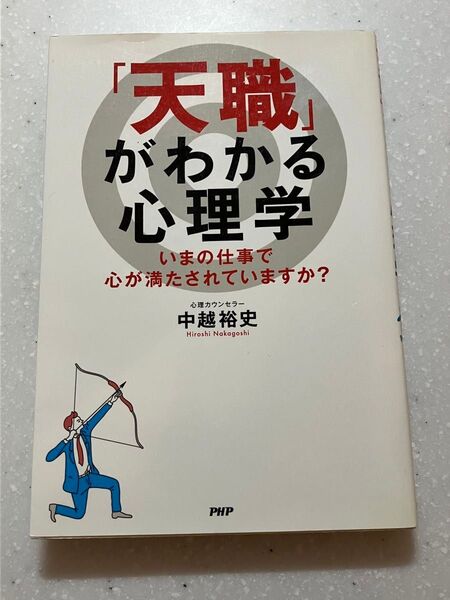 「天職」
がわかる
心理学
いまの仕事で
心が満たされていますか？
心理カウンセラー
中越裕史
Hiroshi Nakagoshi
PHP